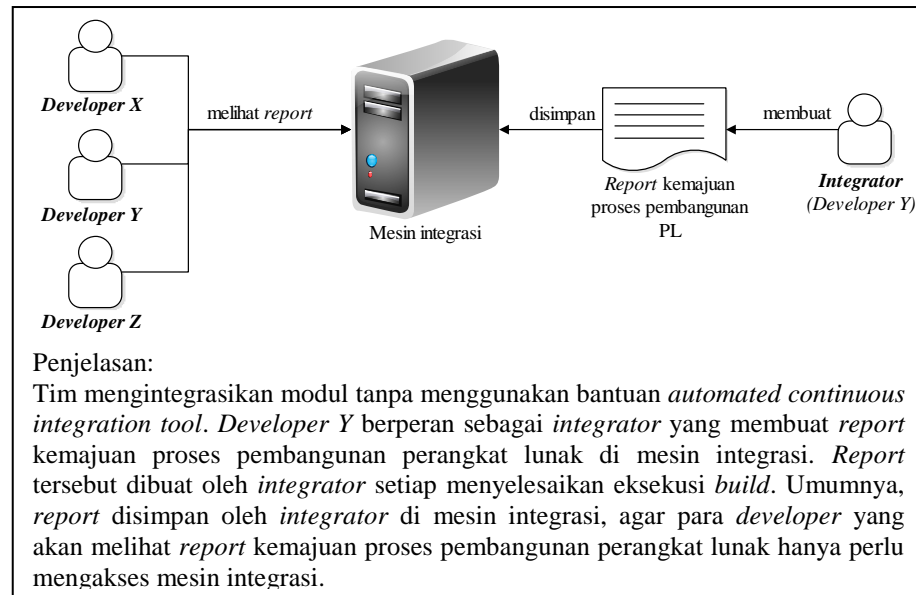 Developer X
melihat report
disimpan
membuat
Developer Y
Report kemajuan
proses pembangunan
PL
Integrator
(Developer Y)
Mesin integrasi
Developer Z
Penjelasan:
Tim mengintegrasikan modul tanpa menggunakan bantuan automated continuous
integration tool. Developer Y berperan sebagai integrator yang membuat report
kemajuan proses pembangunan perangkat lunak di mesin integrasi. Report
tersebut dibuat oleh integrator setiap menyelesaikan eksekusi build. Umumnya,
report disimpan oleh integrator di mesin integrasi, agar para developer yang
akan melihat report kemajuan proses pembangunan perangkat lunak hanya perlu
mengakses mesin integrasi.